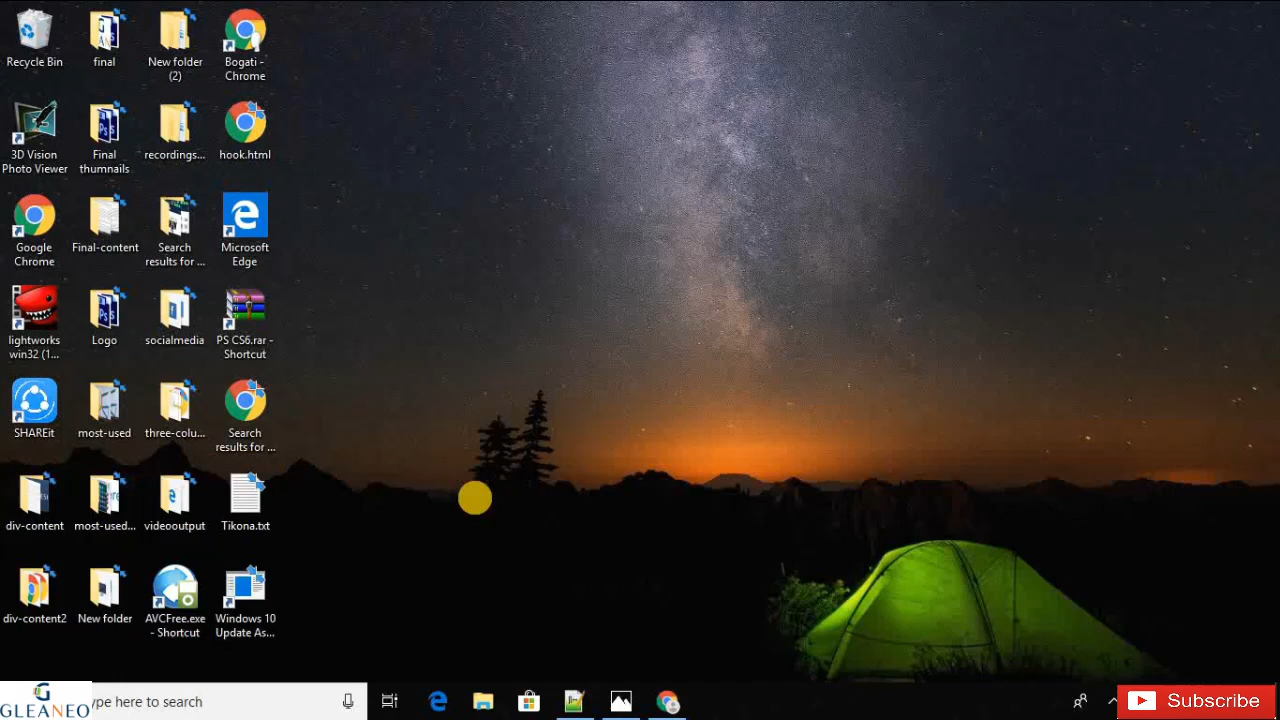 Recycle Bin
final
New folder
(2)
Bogati -
Chrome
3D Vision
Photo Viewer
Final
thumnails
recordings...
hook.html
Google
Chrome
Final-content
Search
results for ...
Microsoft
Edge
lightworks
win32 (1...
Logo
socialmedia
PS CS6.rar -
Shortcut
SHAREit
most-used
three-colu...
Search
results for ...
div-content
most-used...
videooutput
Tikona.txt
div-content2
New folder
AVCFree.exe
- Shortcut
Windows 10
Update As...
G
GLEANEO
ype here to search
Subscribe